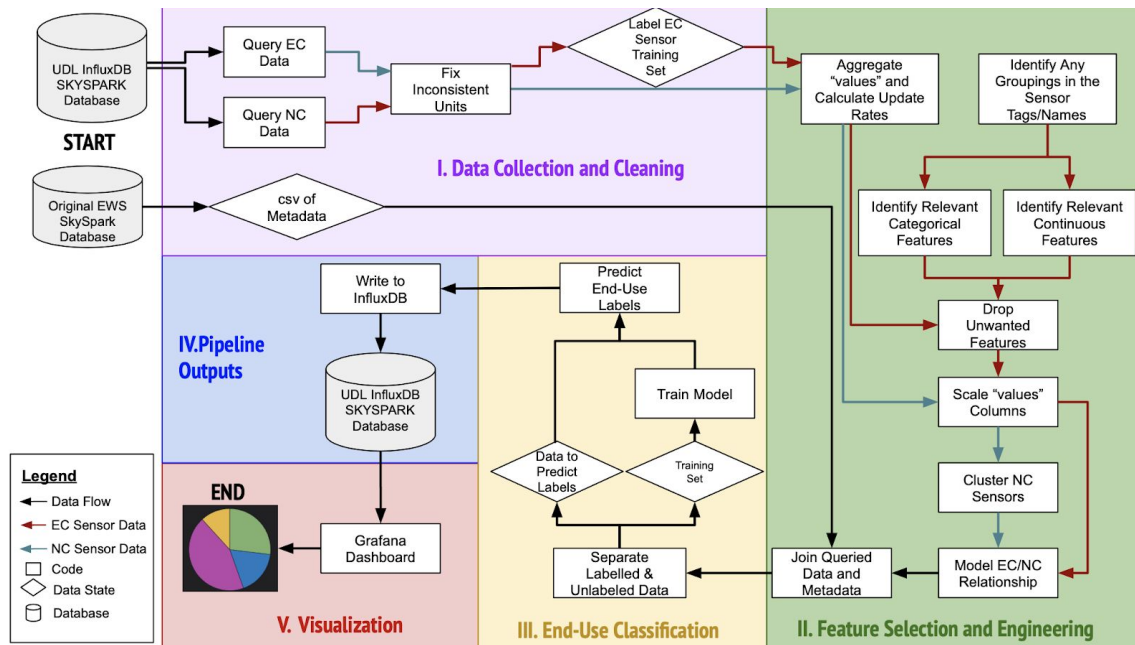 UDL InfluxDB
SKYSPARK
Database
START
Original EWS
SkySpark
Database
Query EC
Data
Query NC
Data
Fix
Inconsistent
Units
Label EC
Sensor
Training
Set
I. Data Collection and Cleaning
csv of
Metadata
Aggregate
“values” and
Calculate Update
Rates
Identify Any
Groupings in the
Sensor
Tags/Names
Identify Relevant
Categorical
Features
Identify Relevant
Continuous
Features
Drop
Unwanted
Features
Scale “values”
Columns
Cluster NC
Sensors
Model EC/NC
Relationship
Join Queried
Data and
Metadata
II. Feature Selection and Engineering
Predict
End-Use
Labels
Train Model
Data to
Predict
Labels
Training
Set
Separate
Labelled &
Unlabeled Data
III. End-Use Classification
Write to
InfluxDB
IV.Pipeline
Outputs
UDL InfluxDB
SKYSPARK
Database
END
Grafana
Dashboard
V. Visualization
Legend
Data Flow
EC Sensor Data
NC Sensor Data
Code
Data State
Database